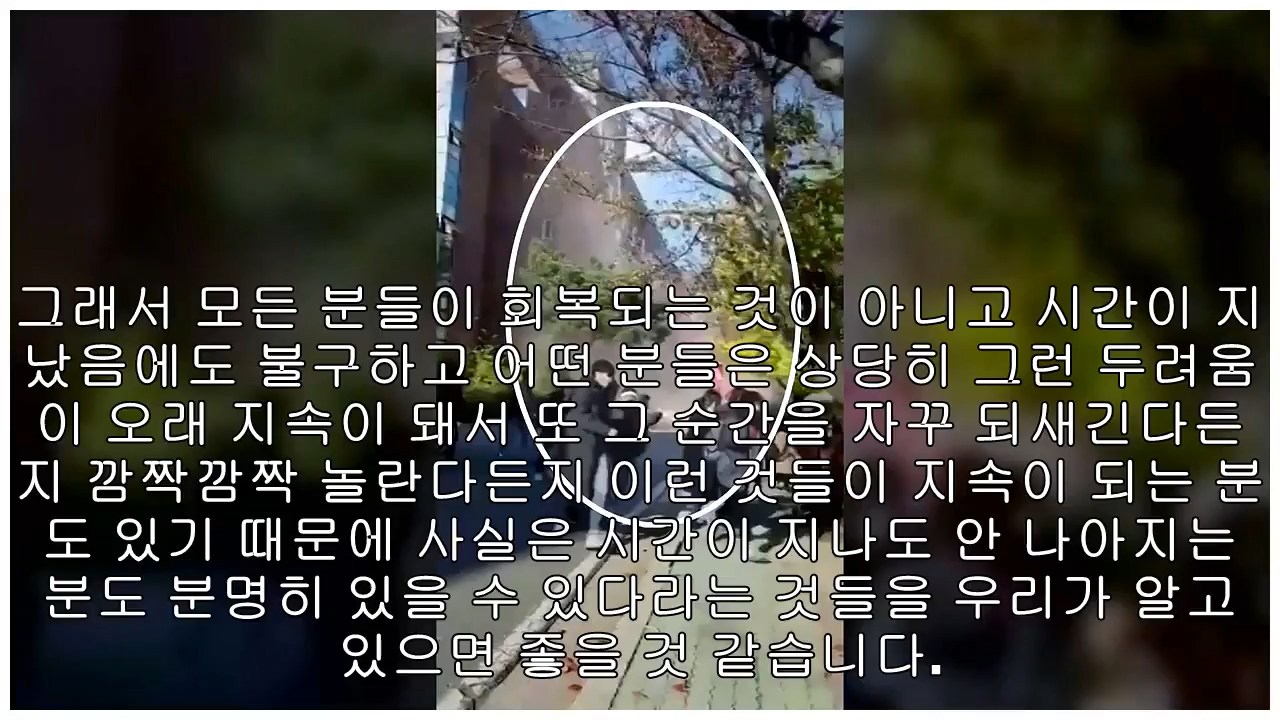 그래서 모든 분들이 회복되는 것이 아니고 시간이 지
났음에도 불구하고 어떤 분들은 상당히 그런 두려움
이 오래 지속이 돼서 또 그 순간을 자꾸 되새긴다든
지 깜짝깜짝 놀란다든지 이런 것들이 지속이 되는 분
도 있기 때문에 사실은 시간이 지나도 안 나아지는
분도 분명히 있을 수 있다라는 것들을 우리가 알고
있으면 좋을 것 같습니다.